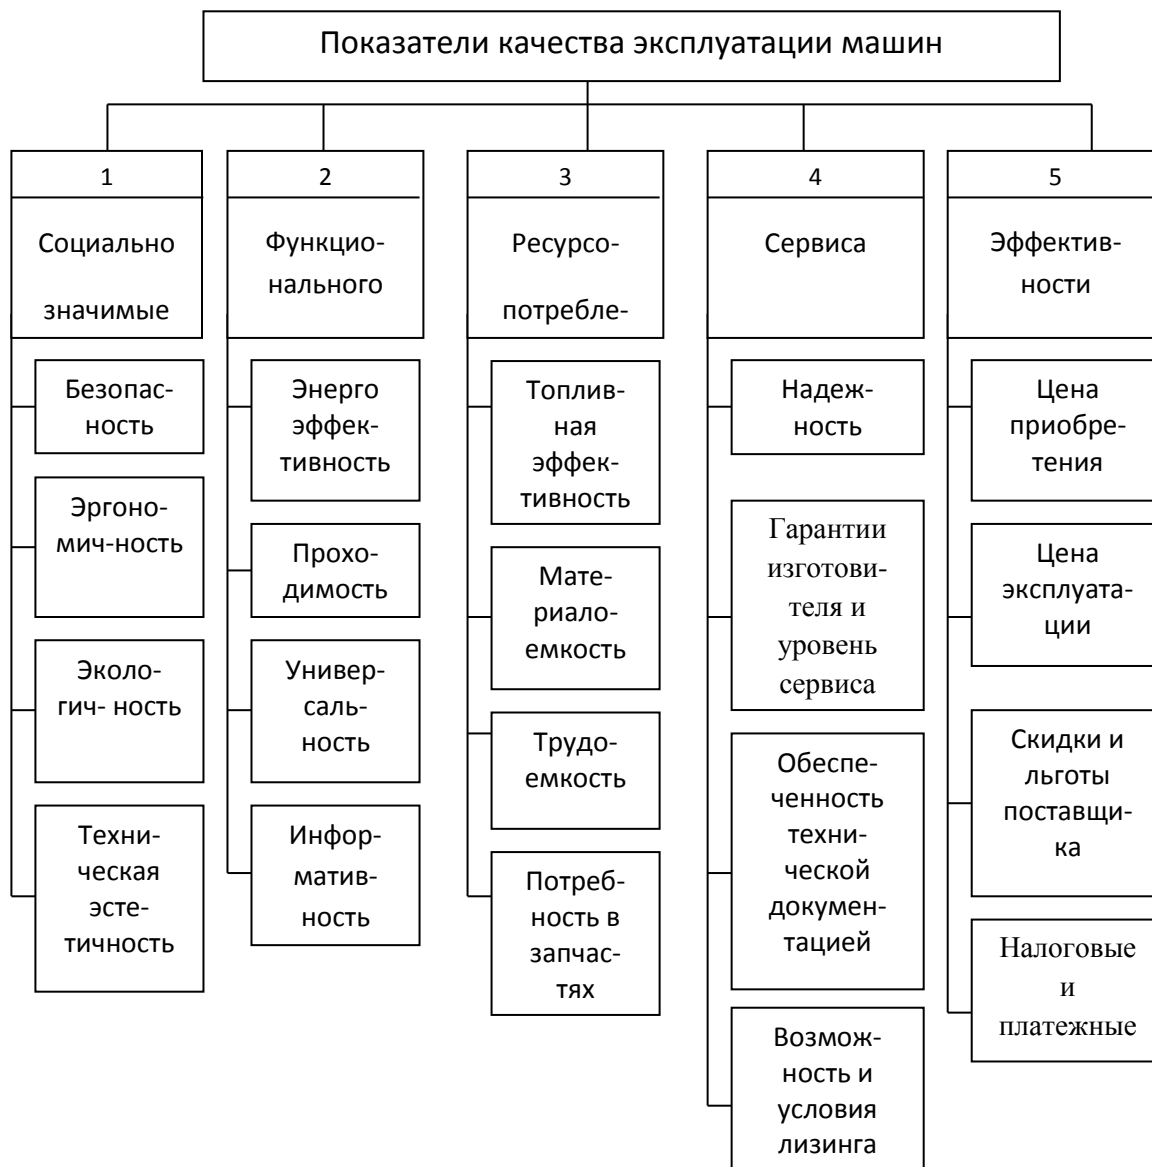 Показатели качества эксплуатации машин
1
Социально
значимые
Безопас-
ность
Эргоно-
мич-ность
Эколо-
гич- ность
Техни-
ческая
эсте-
тичность
2
Функцио-
нального
Энерго
эффек-
тивность
Прохо-
димость
Универ-
саль-
ность
Инфор-
матив-
ность
3
Ресурсо-
потребле-
Топлив-
ная
эффек-
тивность
Мате-
риало-
емкость
Трудо-
емкость
Потреб-
ность в
запчас-
тях
4
Сервиса
Надеж-
ность
Гарантии
изготови-
теля и
уровень
сервиса
Обеспе-
ченность
техни-
ческой
докумен-
тацией
Возмож-
ность и
условия
лизинга
5
Эффектив-
ности
Цена
приобре-
тения
Цена
эксплуата-
ции
Скидки и
льготы
поставщи-
ка
Налоговые
и
платежные